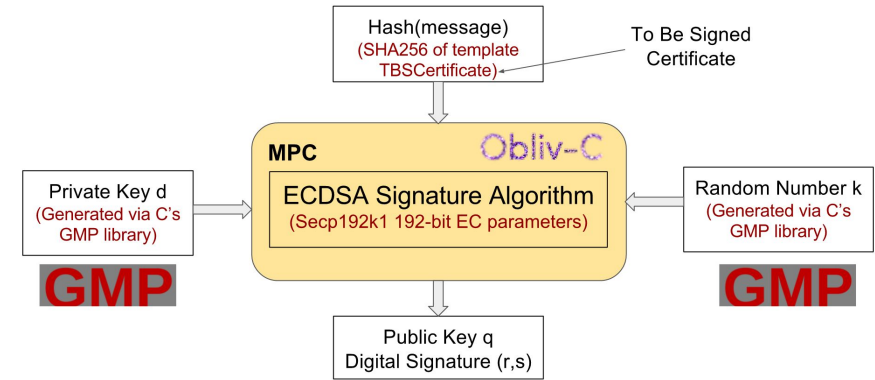 Hash(message)
(SHA256 of template
TBSCertificate)
To Be Signed
Certificate
MPC
Obliv-C
ECDSA Signature Algorithm
(Secp192k1 192-bit EC parameters)
Private Key d
(Generated via C's
GMP library)
GMP
Random Number k
(Generated via C's
GMP library)
GMP
Public Key q
Digital Signature (r,s)